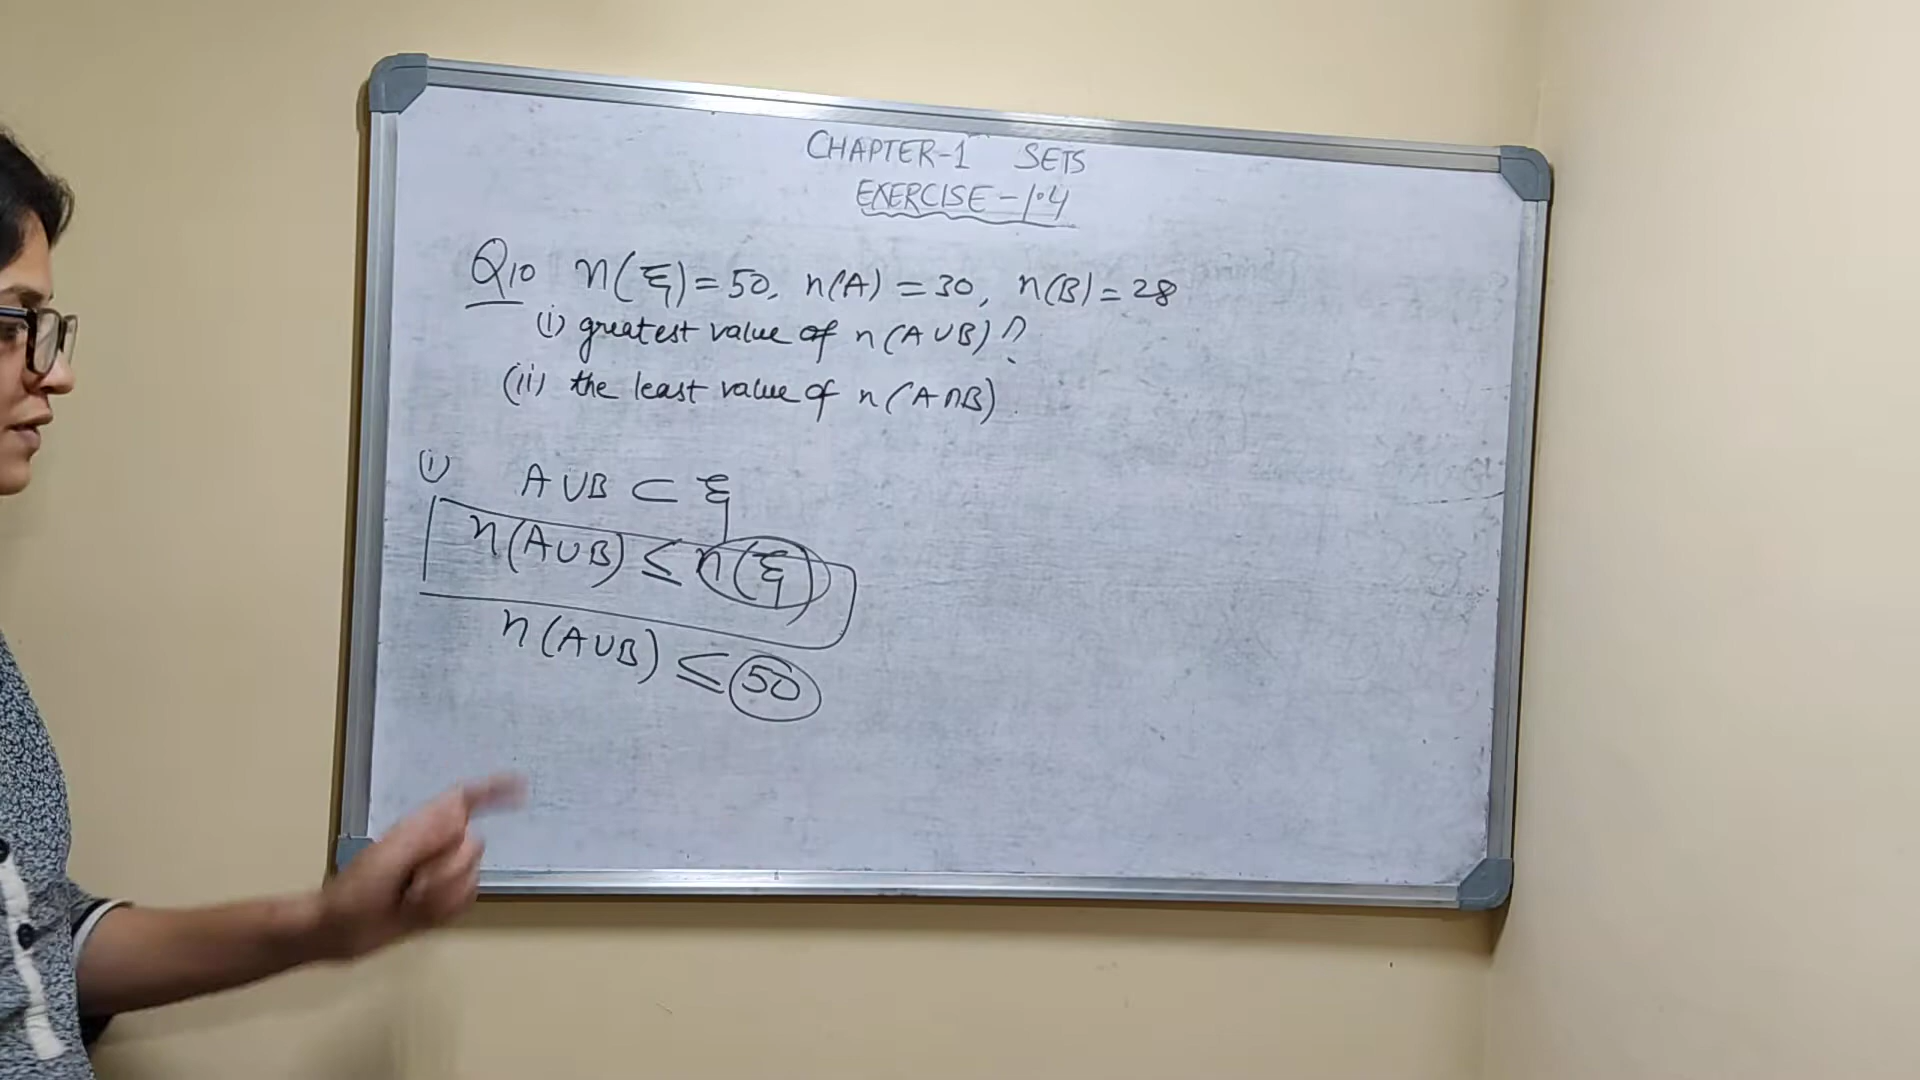 CHAPTER-1 SETS
EXERCISE-1.4
Q10 n(ξ)=50, n(A)=30, n(B)=28
(i) greatest value of n(A∪B)?
(ii) the least value of n(A∩B).
(i) A∪B ⊂ ξ
n(A∪B) ≤ n(ξ)
n(A∪B) ≤ 50